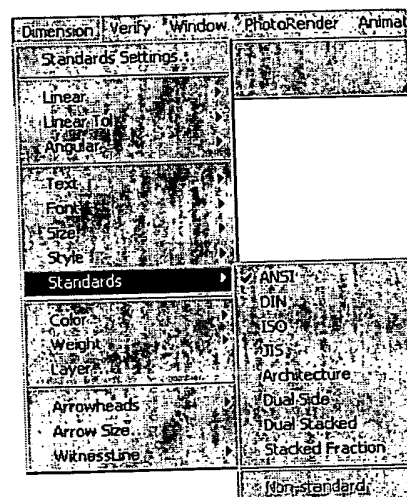 Dimension Verify Window PhotoRender Animat
Standards Settings...
Linear
Linear Tol
Angular
Text
Font
Size
Style
Standards
Color
Weight
Layer
Arrowheads
Arrow Size
WitnessLine
ANSI
DIN
ISO
JIS
Architecture
Dual Side
Dual Stacked
Stacked Fraction
Non-standard